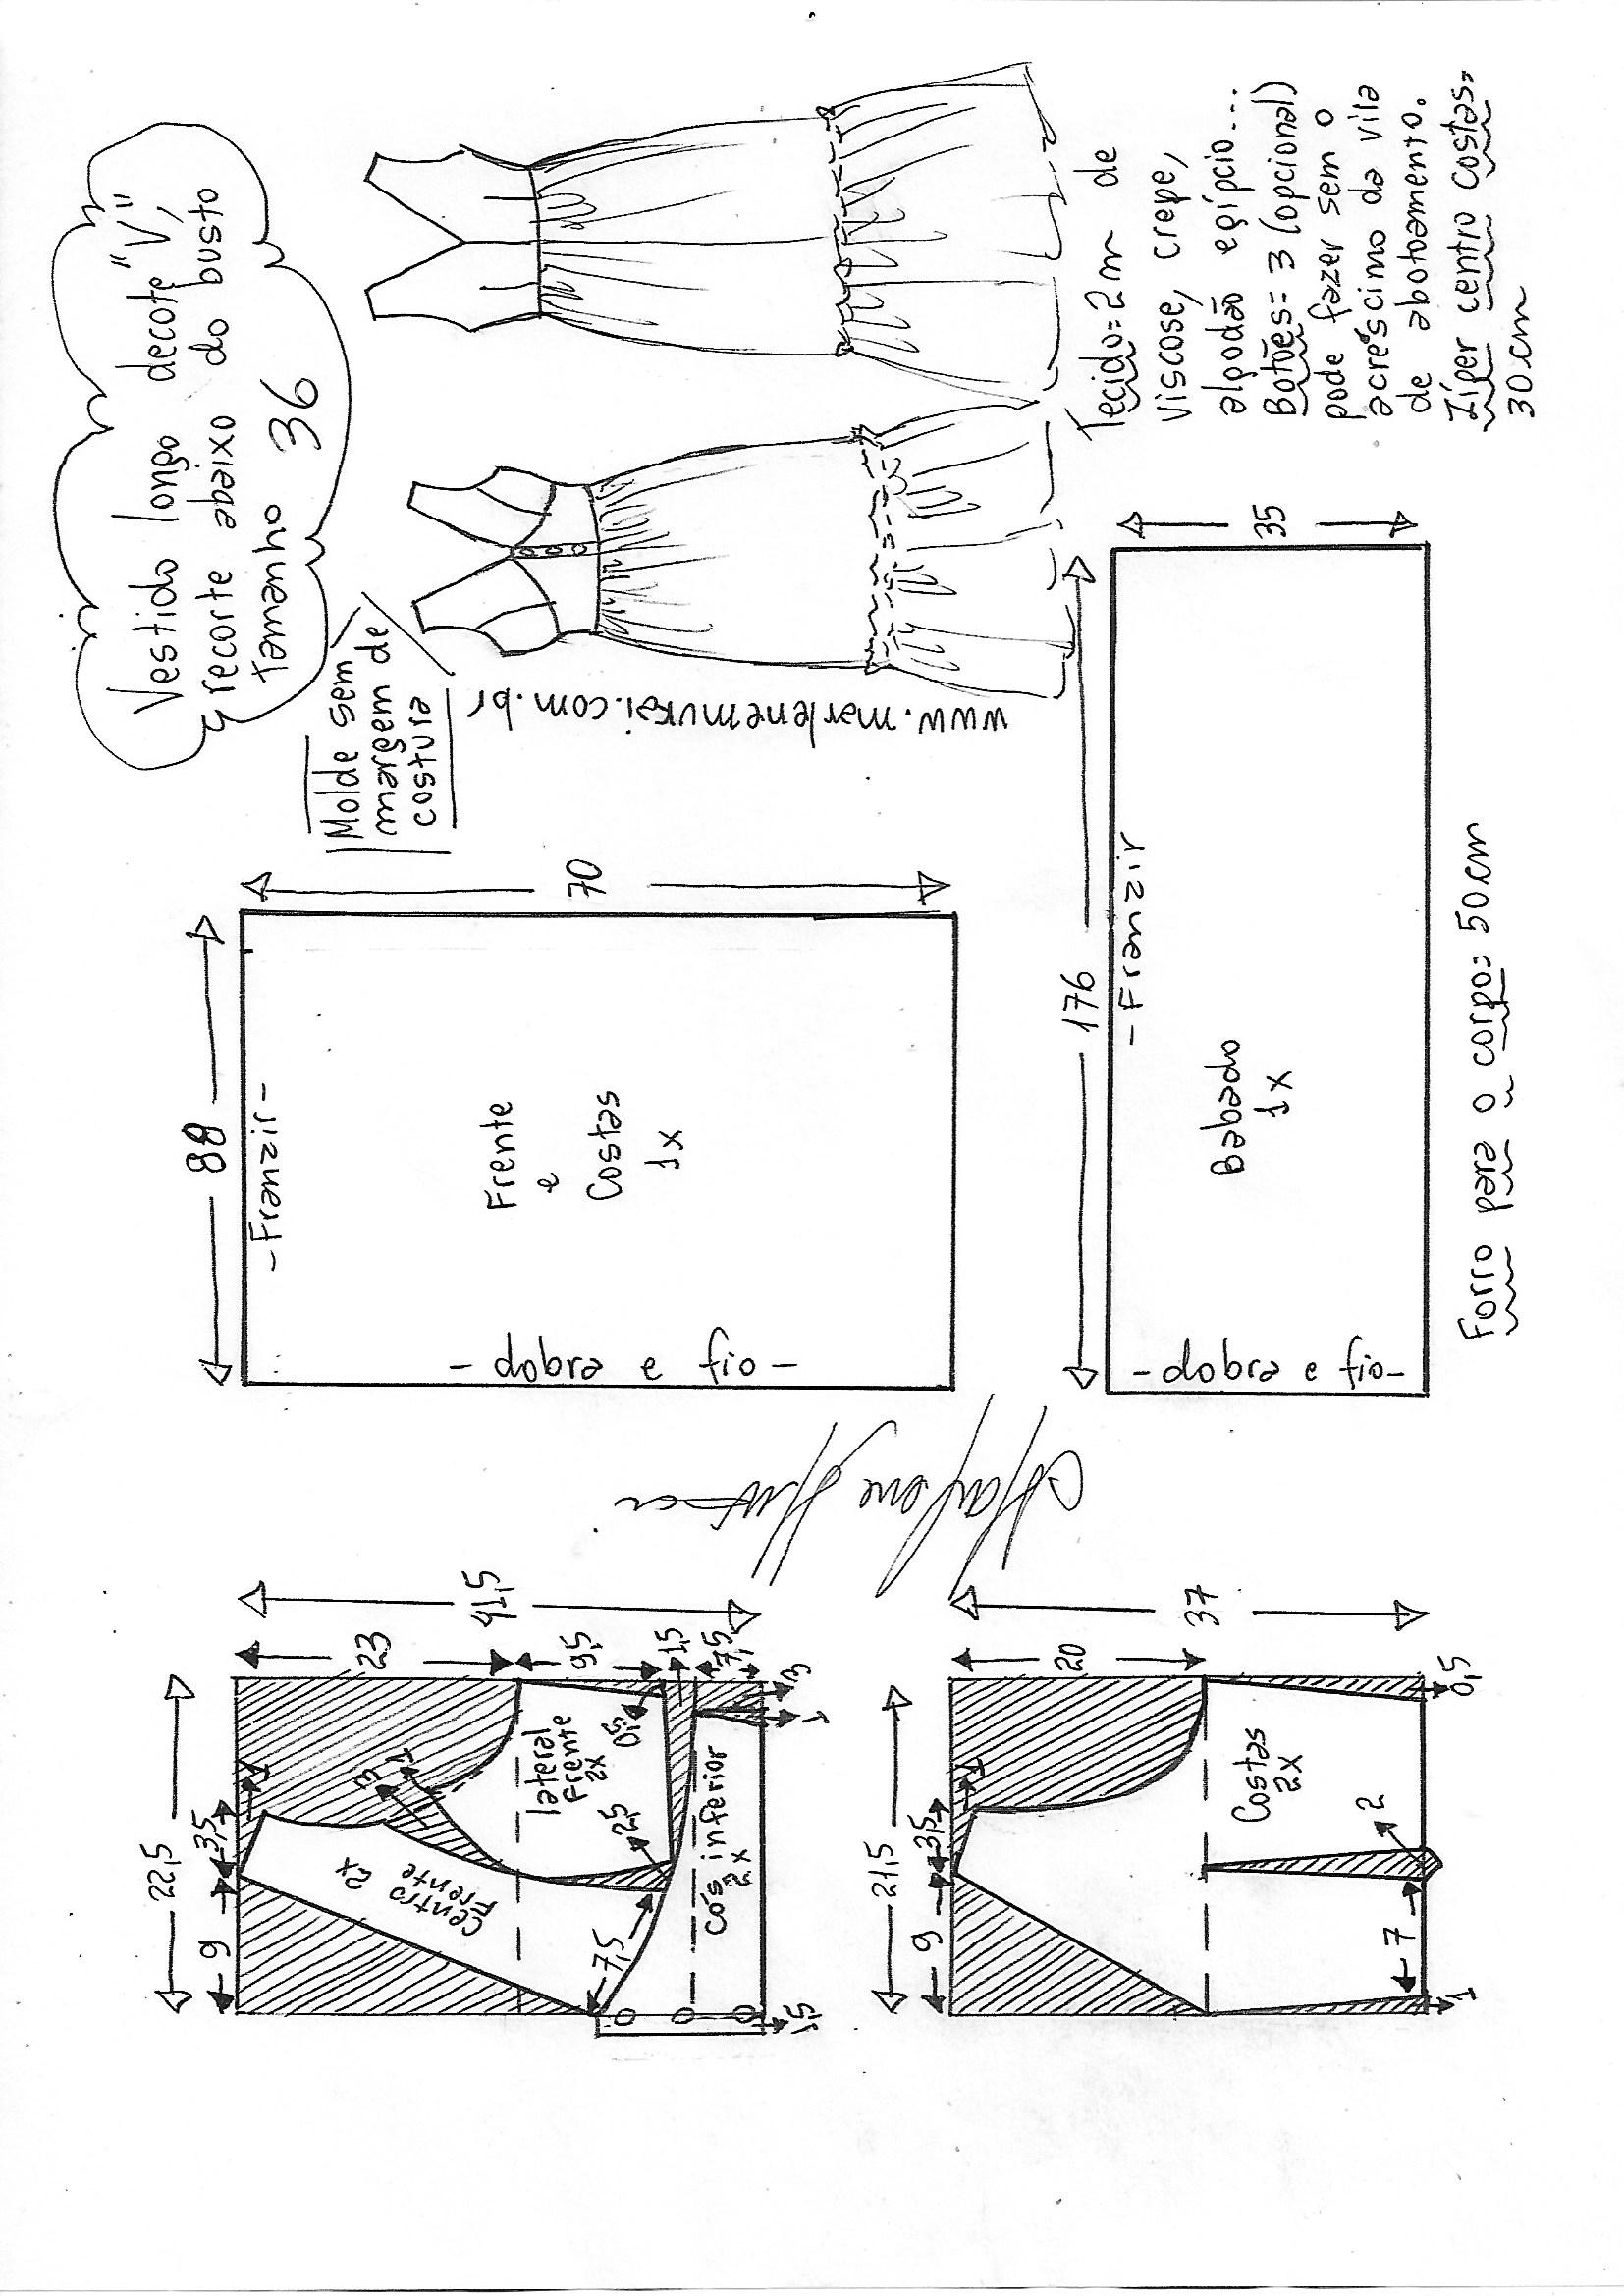 Vestido longo decote "V",
recorte abaixo do busto
tamanho 36
Molde sem
margem de
costura
www.marlenemukai.com.br
Tecido=2m de
viscose, crepe,
algodão egípcio...
Botões=3 (opcional)
pode fazer sem o
acréscimo da vila
de abotoamento.
Zíper centro costas=
30cm
88
-Franzir-
70
Frente
e
Costas
1x
- dobra e fio -
176
-Franzir
35
Babado
1x
-dobra e fio-
Forro para o corpo: 50cm
Marlene Mukai
22,5
9
3,5
1
23
41,5
9,5
1,5
7,5
3
1
Centro
Frente
2x
3
1
lateral
frente
2x
0,5
2,5
7,5
cós inferior
2x
1,5
21,5
9
3,5
1
20
37
Costas
2x
2
7
1
0,5